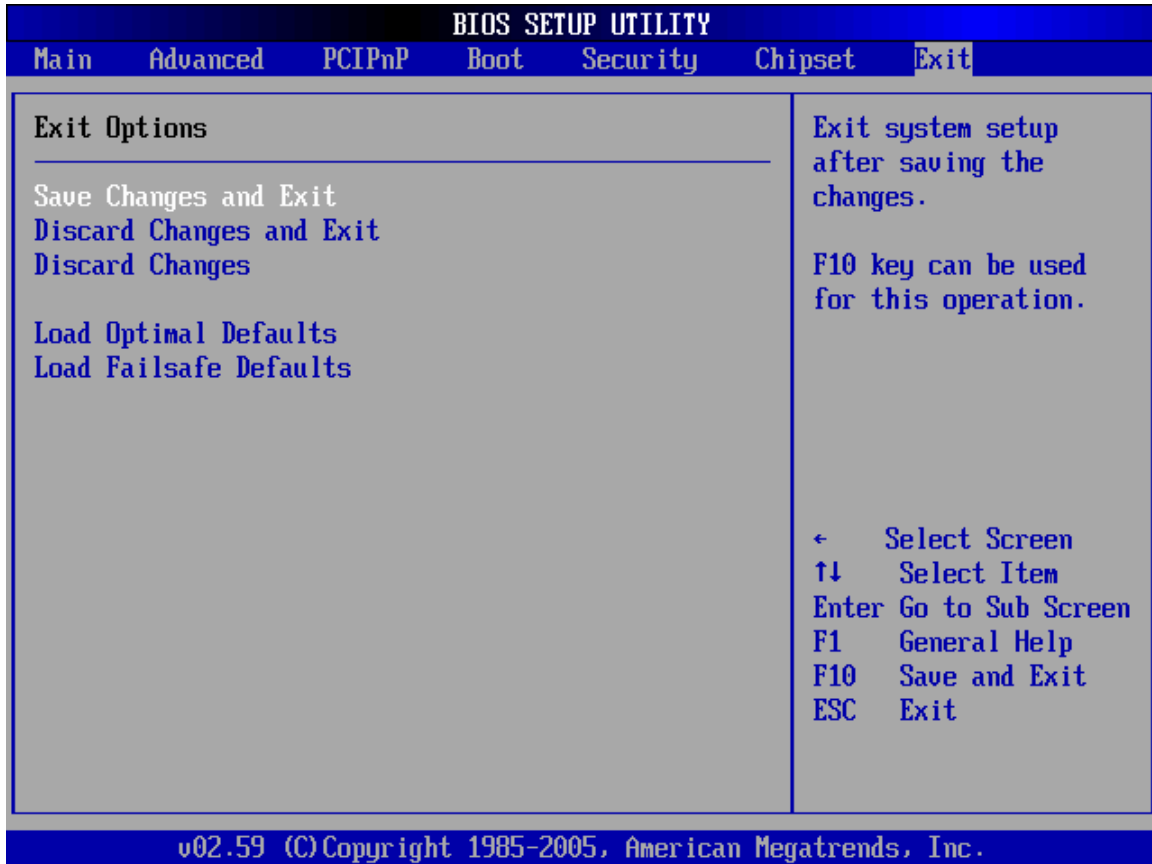 BIOS SETUP UTILITY
Main Advanced PCIPnP Boot Security Chipset Exit
Exit Options
Save Changes and Exit
Discard Changes and Exit
Discard Changes
Load Optimal Defaults
Load Failsafe Defaults
Exit system setup
after saving the
changes.
F10 key can be used
for this operation.
← Select Screen
↑↓ Select Item
Enter Go to Sub Screen
F1 General Help
F10 Save and Exit
ESC Exit
v02.59 (C)Copyright 1985-2005, American Megatrends, Inc.